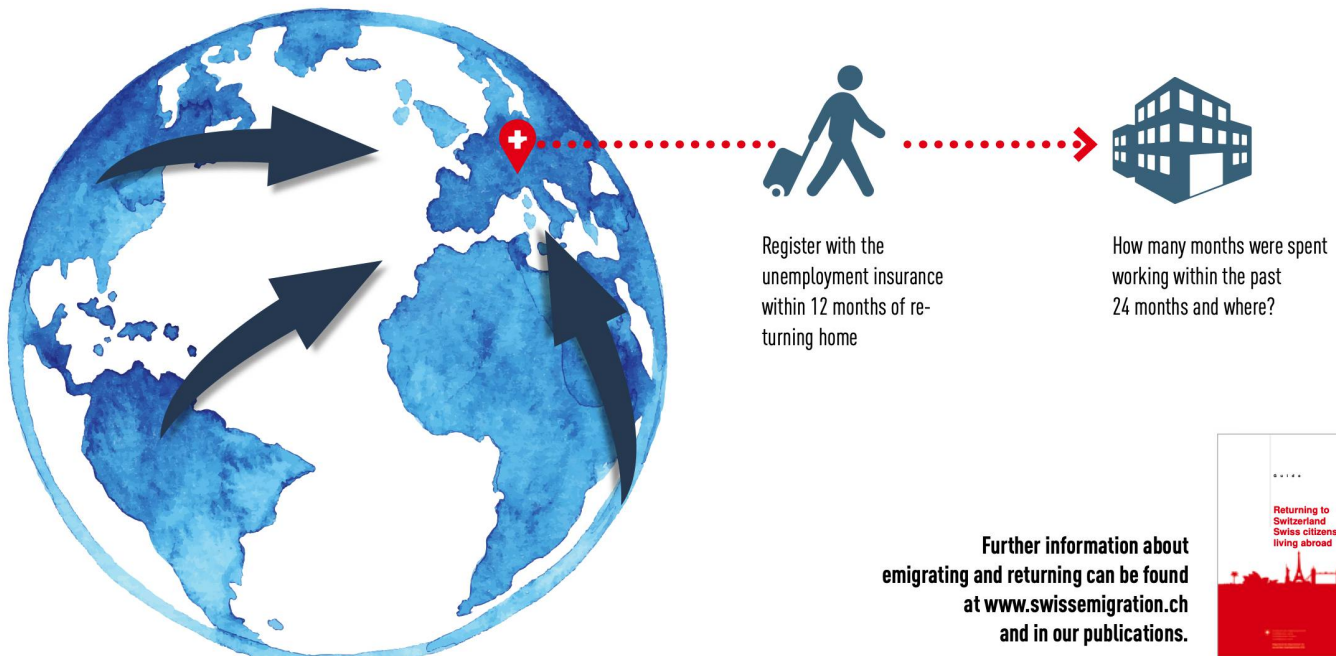 Register with the
unemployment insurance
within 12 months of re-
turning home
How many months were spent
working within the past
24 months and where?
Further information about
emigrating and returning can be found
at www.swissemigration.ch
and in our publications.
Guide
Returning to
Switzerland
Swiss citizens
living abroad